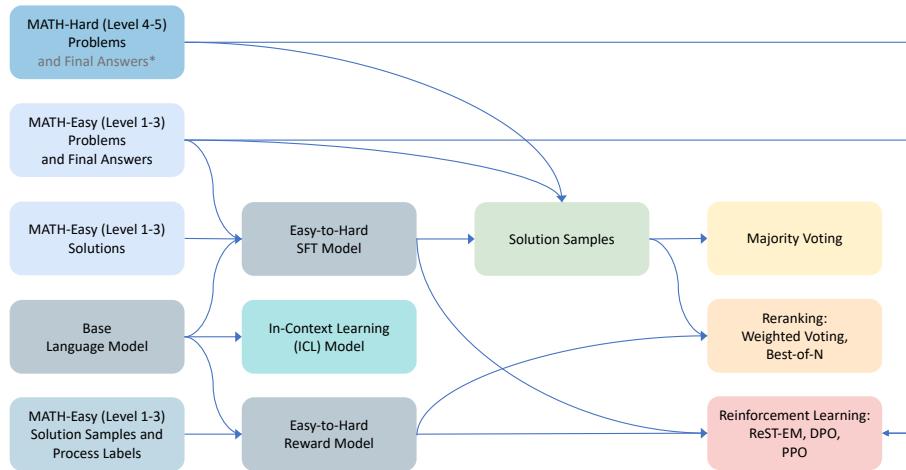 MATH-Hard (Level 4-5)
Problems
and Final Answers*
MATH-Easy (Level 1-3)
Problems
and Final Answers
MATH-Easy (Level 1-3)
Solutions
Easy-to-Hard
SFT Model
Solution Samples
Majority Voting
Base
Language Model
In-Context Learning
(ICL) Model
Reranking:
Weighted Voting,
Best-of-N
MATH-Easy (Level 1-3)
Solution Samples and
Process Labels
Easy-to-Hard
Reward Model
Reinforcement Learning:
ReST-EM, DPO,
PPO